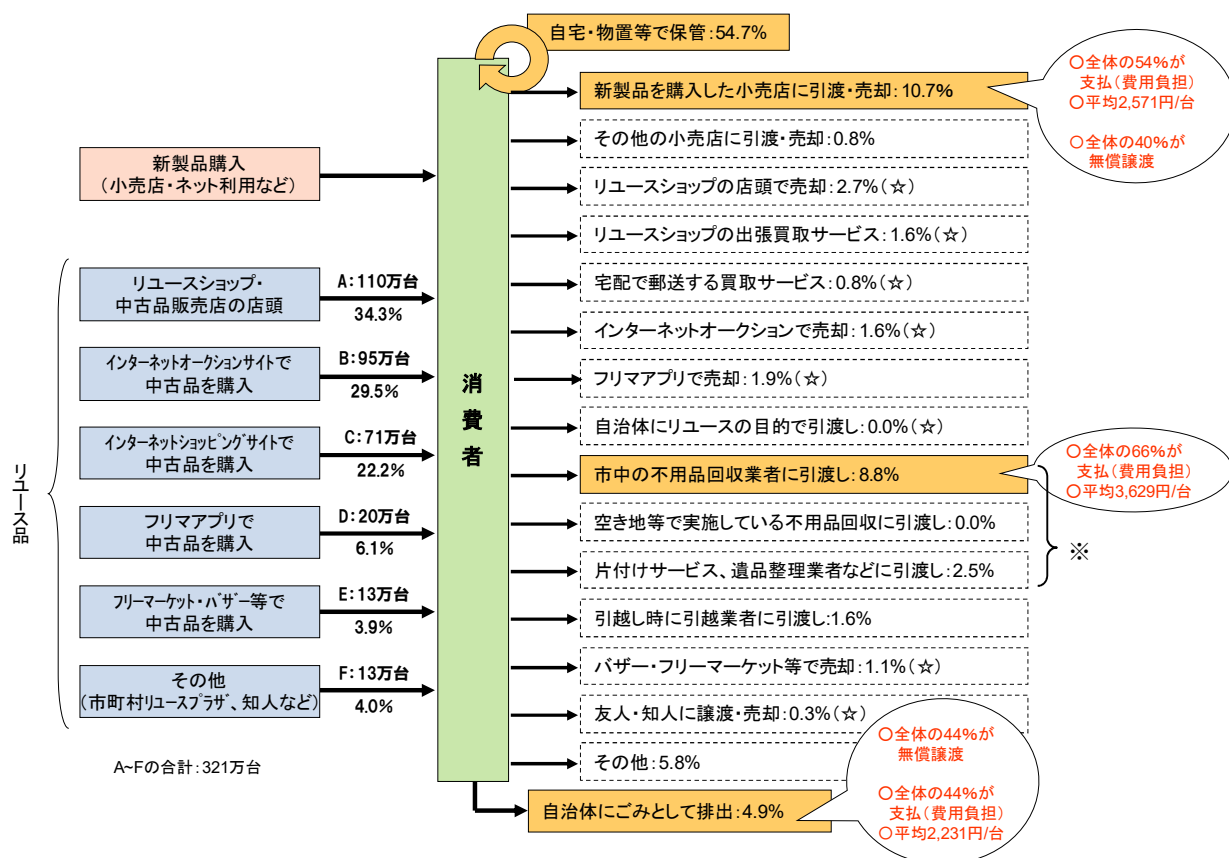 自宅・物置等で保管:54.7%
新製品を購入した小売店に引渡・売却:10.7%
○全体の54%が
支払(費用負担)
○平均2,571円/台
○全体の40%が
無償譲渡
その他の小売店に引渡・売却:0.8%
新製品購入
(小売店・ネット利用など)
リユースショップの店頭で売却:2.7%(☆)
リユースショップの出張買取サービス:1.6%(☆)
宅配で郵送する買取サービス:0.8%(☆)
インターネットオークションで売却:1.6%(☆)
フリマアプリで売却:1.9%(☆)
自治体にリユースの目的で引渡し:0.0%(☆)
市中の不用品回収業者に引渡し:8.8%
○全体の66%が
支払(費用負担)
○平均3,629円/台
空き地等で実施している不用品回収に引渡し:0.0%
片付けサービス、遺品整理業者などに引渡し:2.5%
※
引越し時に引越業者に引渡し:1.6%
バザー・フリーマーケット等で売却:1.1%(☆)
友人・知人に譲渡・売却:0.3%(☆)
その他:5.8%
自治体にごみとして排出:4.9%
○全体の44%が
無償譲渡
○全体の44%が
支払(費用負担)
○平均2,231円/台
消費者
リユース品
リユースショップ・
中古品販売店の店頭
A:110万台
34.3%
インターネットオークションサイトで
中古品を購入
B:95万台
29.5%
インターネットショッピングサイトで
中古品を購入
C:71万台
22.2%
フリマアプリで
中古品を購入
D:20万台
6.1%
フリーマーケット・バザー等で
中古品を購入
E:13万台
3.9%
その他
(市町村リユースプラザ、知人など)
F:13万台
4.0%
A~Fの合計:321万台